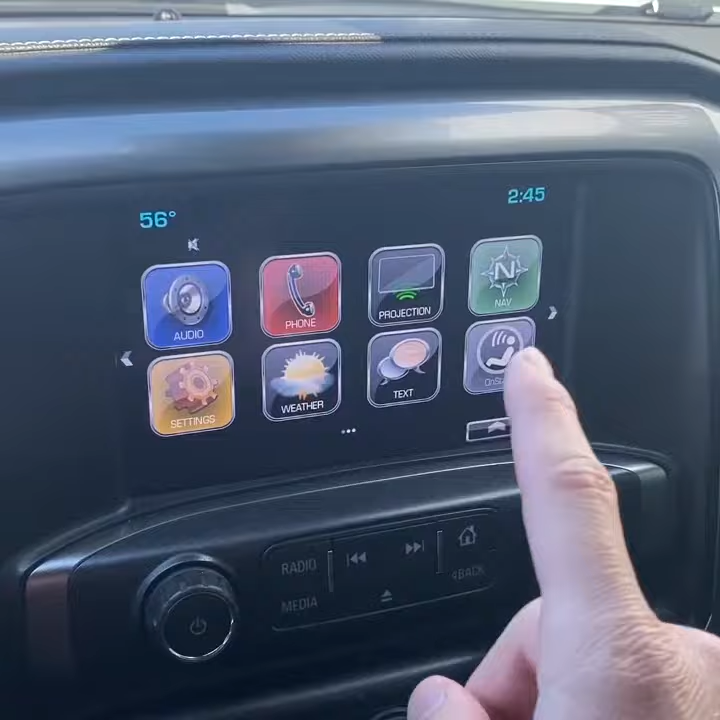 56°
2:45
AUDIO
PHONE
PROJECTION
N
NAV
SETTINGS
WEATHER
TEXT
RADIO
MEDIA
BACK